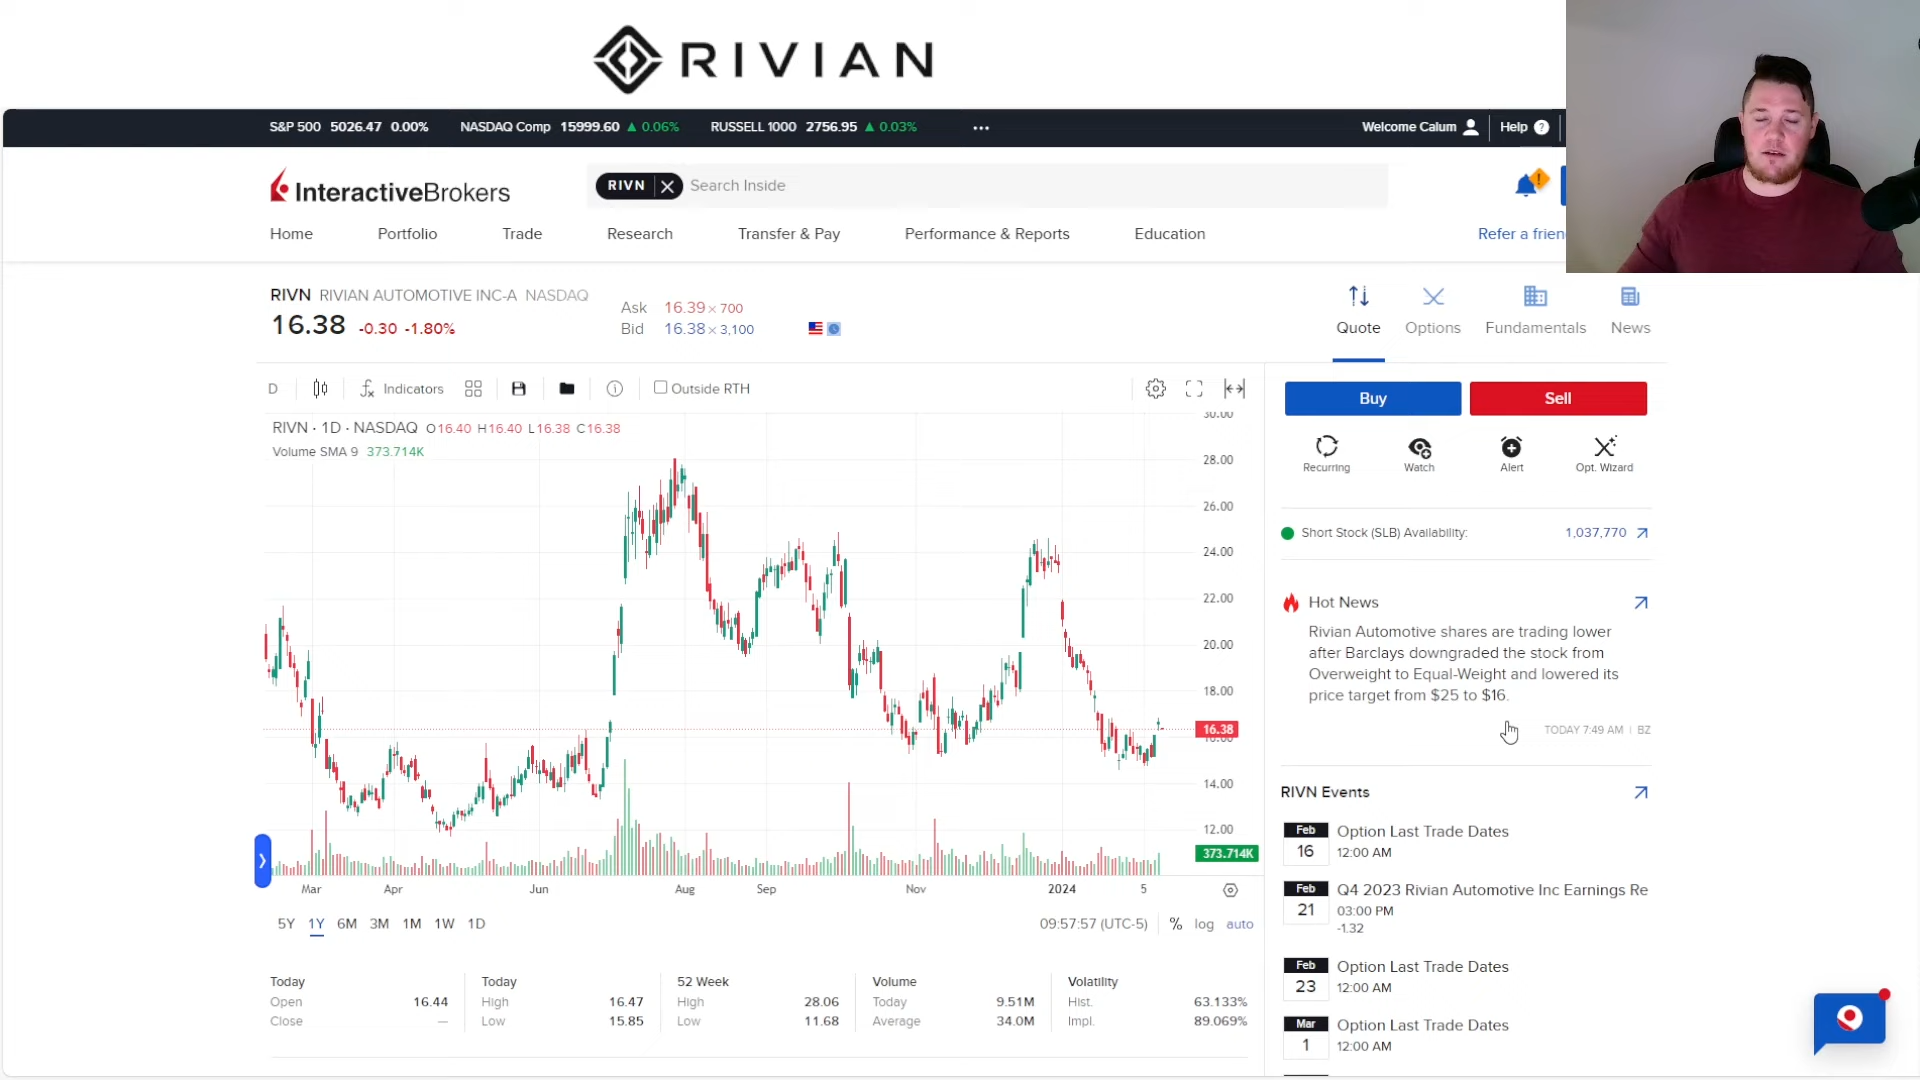 RIVIAN
S&P 500 5026.47 0.00% NASDAQ Comp 15999.60 ▲ 0.06% RUSSELL 1000 2756.95 ▲ 0.03% ••• Welcome Calum Help ?
InteractiveBrokers RIVN Search Inside
Home Portfolio Trade Research Transfer & Pay Performance & Reports Education Refer a frien
RIVN RIVIAN AUTOMOTIVE INC-A NASDAQ
16.38 -0.30 -1.80%
Ask 16.39 × 700
Bid 16.38 × 3,100
Quote Options Fundamentals News
D Indicators Outside RTH
RIVN · 1D · NASDAQ O16.40 H16.40 L16.38 C16.38
Volume SMA 9 373.714K
30.00
28.00
26.00
24.00
22.00
20.00
18.00
16.38
16.00
14.00
12.00
373.714K
Mar Apr Jun Aug Sep Nov 2024 5
5Y 1Y 6M 3M 1M 1W 1D 09:57:57 (UTC-5) % log auto
Today
Open 16.44
Close —
Today
High 16.47
Low 15.85
52 Week
High 28.06
Low 11.68
Volume
Today 9.51M
Average 34.0M
Volatility
Hist. 63.133%
Impl. 89.069%
Buy Sell
Recurring Watch Alert Opt. Wizard
Short Stock (SLB) Availability: 1,037,770
Hot News
Rivian Automotive shares are trading lower
after Barclays downgraded the stock from
Overweight to Equal-Weight and lowered its
price target from $25 to $16.
TODAY 7:49 AM | BZ
RIVN Events
Feb 16 Option Last Trade Dates
12:00 AM
Feb 21 Q4 2023 Rivian Automotive Inc Earnings Re
03:00 PM
-1.32
Feb 23 Option Last Trade Dates
12:00 AM
Mar 1 Option Last Trade Dates
12:00 AM